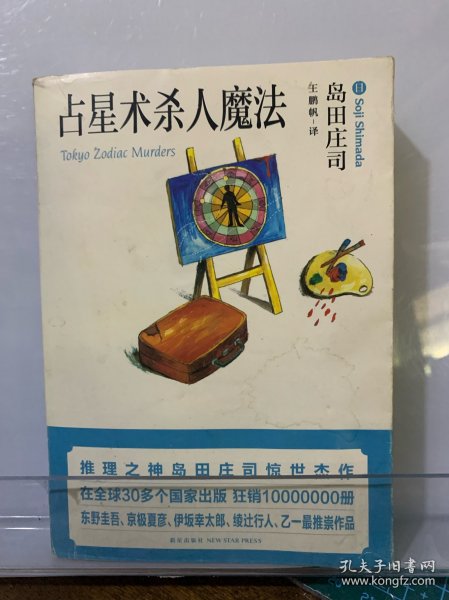 占星术杀人魔法
Tokyo Zodiac Murders
日 Soji Shimada
岛田庄司
王鹏帆-译
推理之神岛田庄司惊世杰作
在全球30多个国家出版 狂销10000000册
东野圭吾、京极夏彦、伊坂幸太郎、绫辻行人、乙一最推崇作品
新星出版社 NEW STAR PRESS
孔夫子旧书网
www.kongfz.com